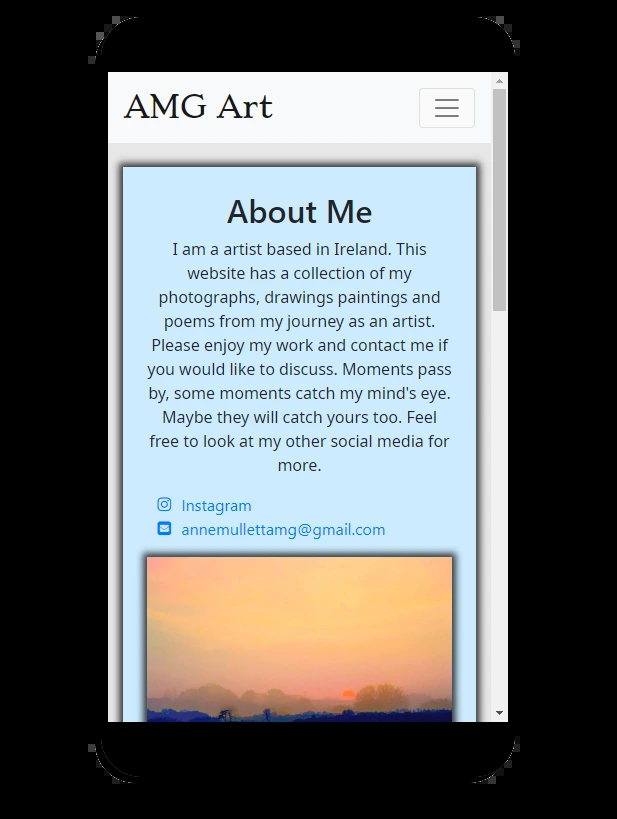 AMG Art
About Me
I am a artist based in Ireland. This
website has a collection of my
photographs, drawings paintings and
poems from my journey as an artist.
Please enjoy my work and contact me if
you would like to discuss. Moments pass
by, some moments catch my mind's eye.
Maybe they will catch yours too. Feel
free to look at my other social media for
more.
Instagram
annemullettamg@gmail.com